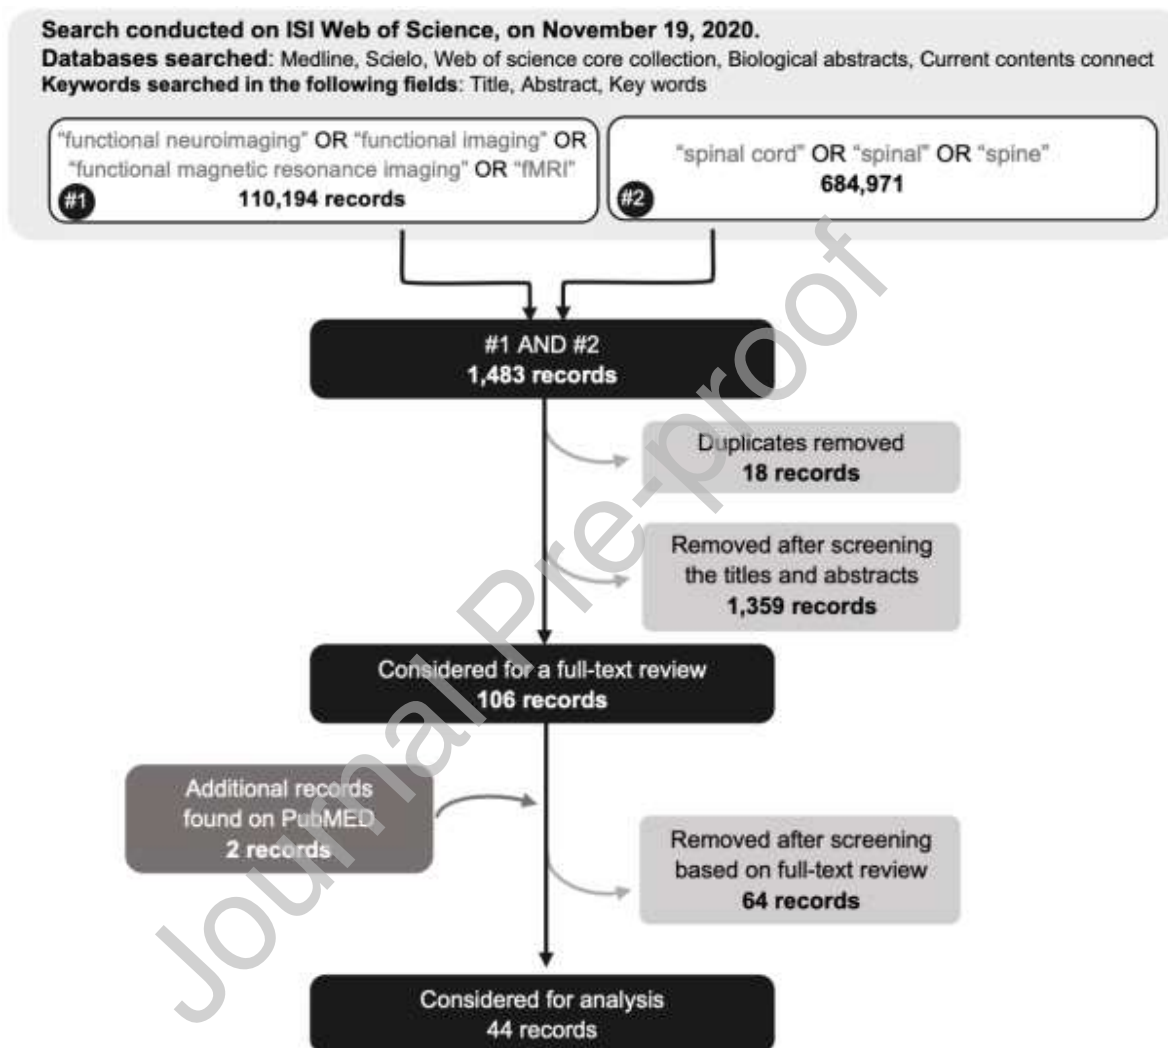 Search conducted on ISI Web of Science, on November 19, 2020.
Databases searched: Medline, Scielo, Web of science core collection, Biological abstracts, Current contents connect
Keywords searched in the following fields: Title, Abstract, Key words
“functional neuroimaging” OR “functional imaging” OR
“functional magnetic resonance imaging” OR “fMRI”
#1
110,194 records
“spinal cord” OR “spinal” OR “spine”
684,971
#2
#1 AND #2
1,483 records
Duplicates removed
18 records
Removed after screening
the titles and abstracts
1,359 records
Considered for a full-text review
106 records
Additional records
found on PubMED
2 records
Removed after screening
based on full-text review
64 records
Considered for analysis
44 records
Journal Pre-proof